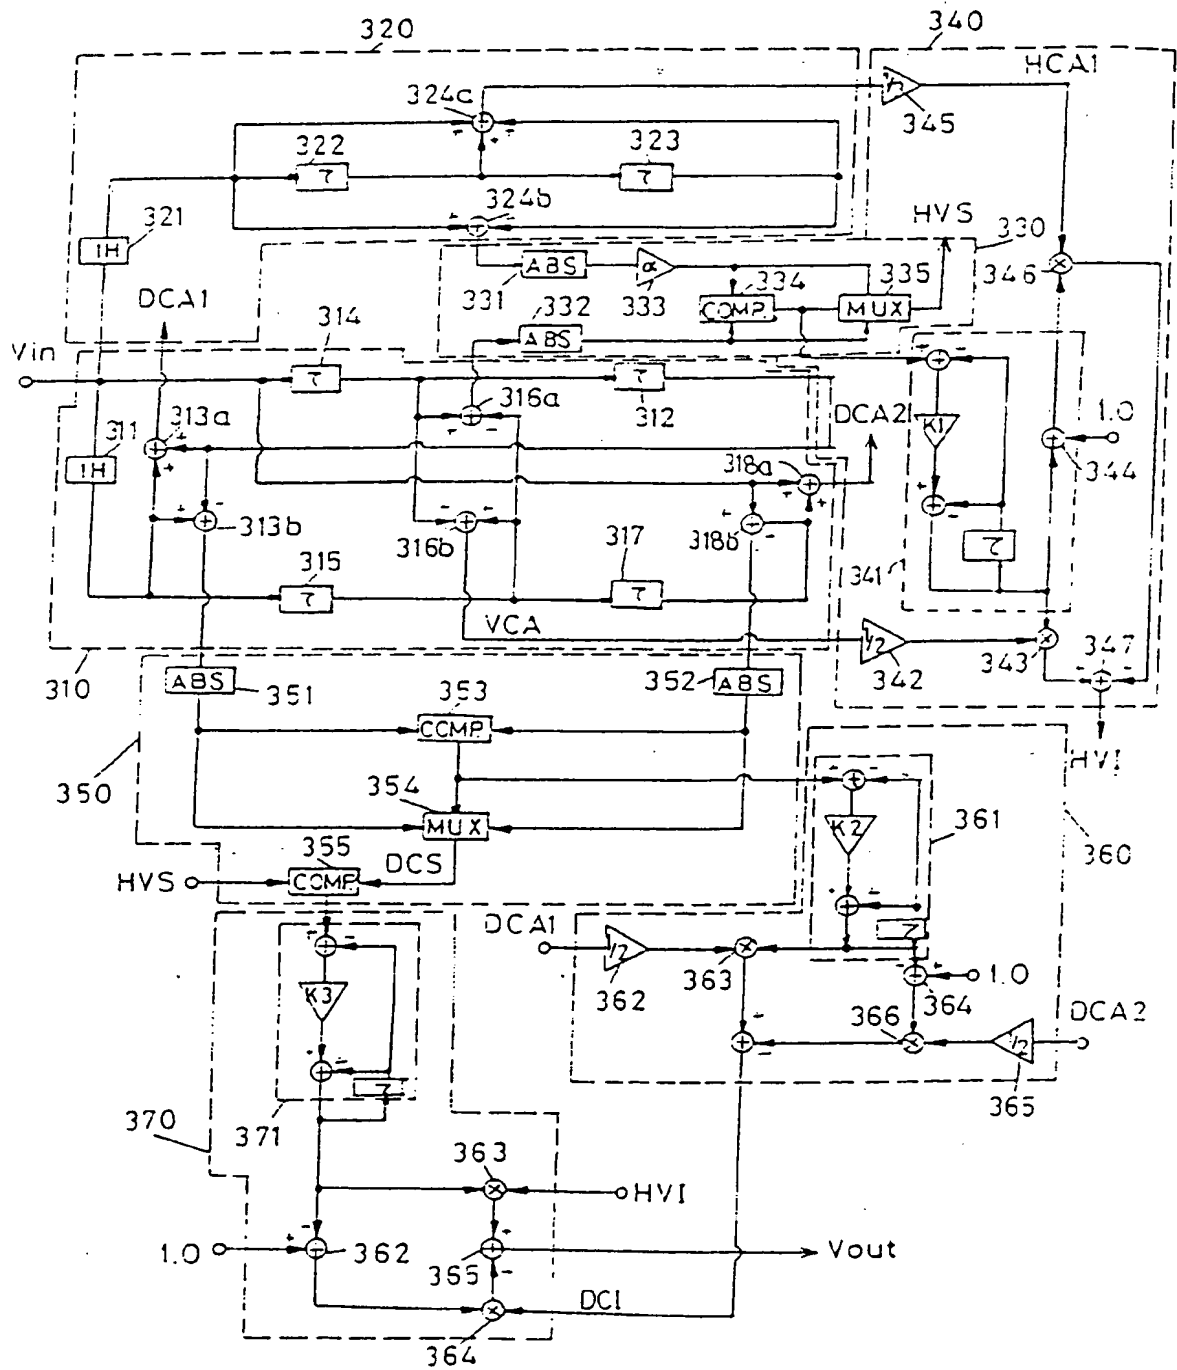 320
340
HCA1
324a
1/2
345
322
323
τ
τ
324b
321
1H
HVS
330
346
ABS
α
334
335
331
333
COMP.
MUX
DCA1
332
ABS
314
Vin
τ
τ
316a
312
DCA2
K1
1.0
311
313a
1H
318a
344
313b
316b
318b
315
317
τ
341
τ
τ
VCA
1/2
343
347
310
342
ABS
351
352
ABS
353
COMP.
HVI
350
354
MUX
K2
361
360
355
DCS
HVS
COMP.
DCA1
1/2
τ
362
363
364
1.0
K3
366
DCA2
1/2
τ
365
370
371
363
HVI
1.0
362
365
Vout
DCI
364